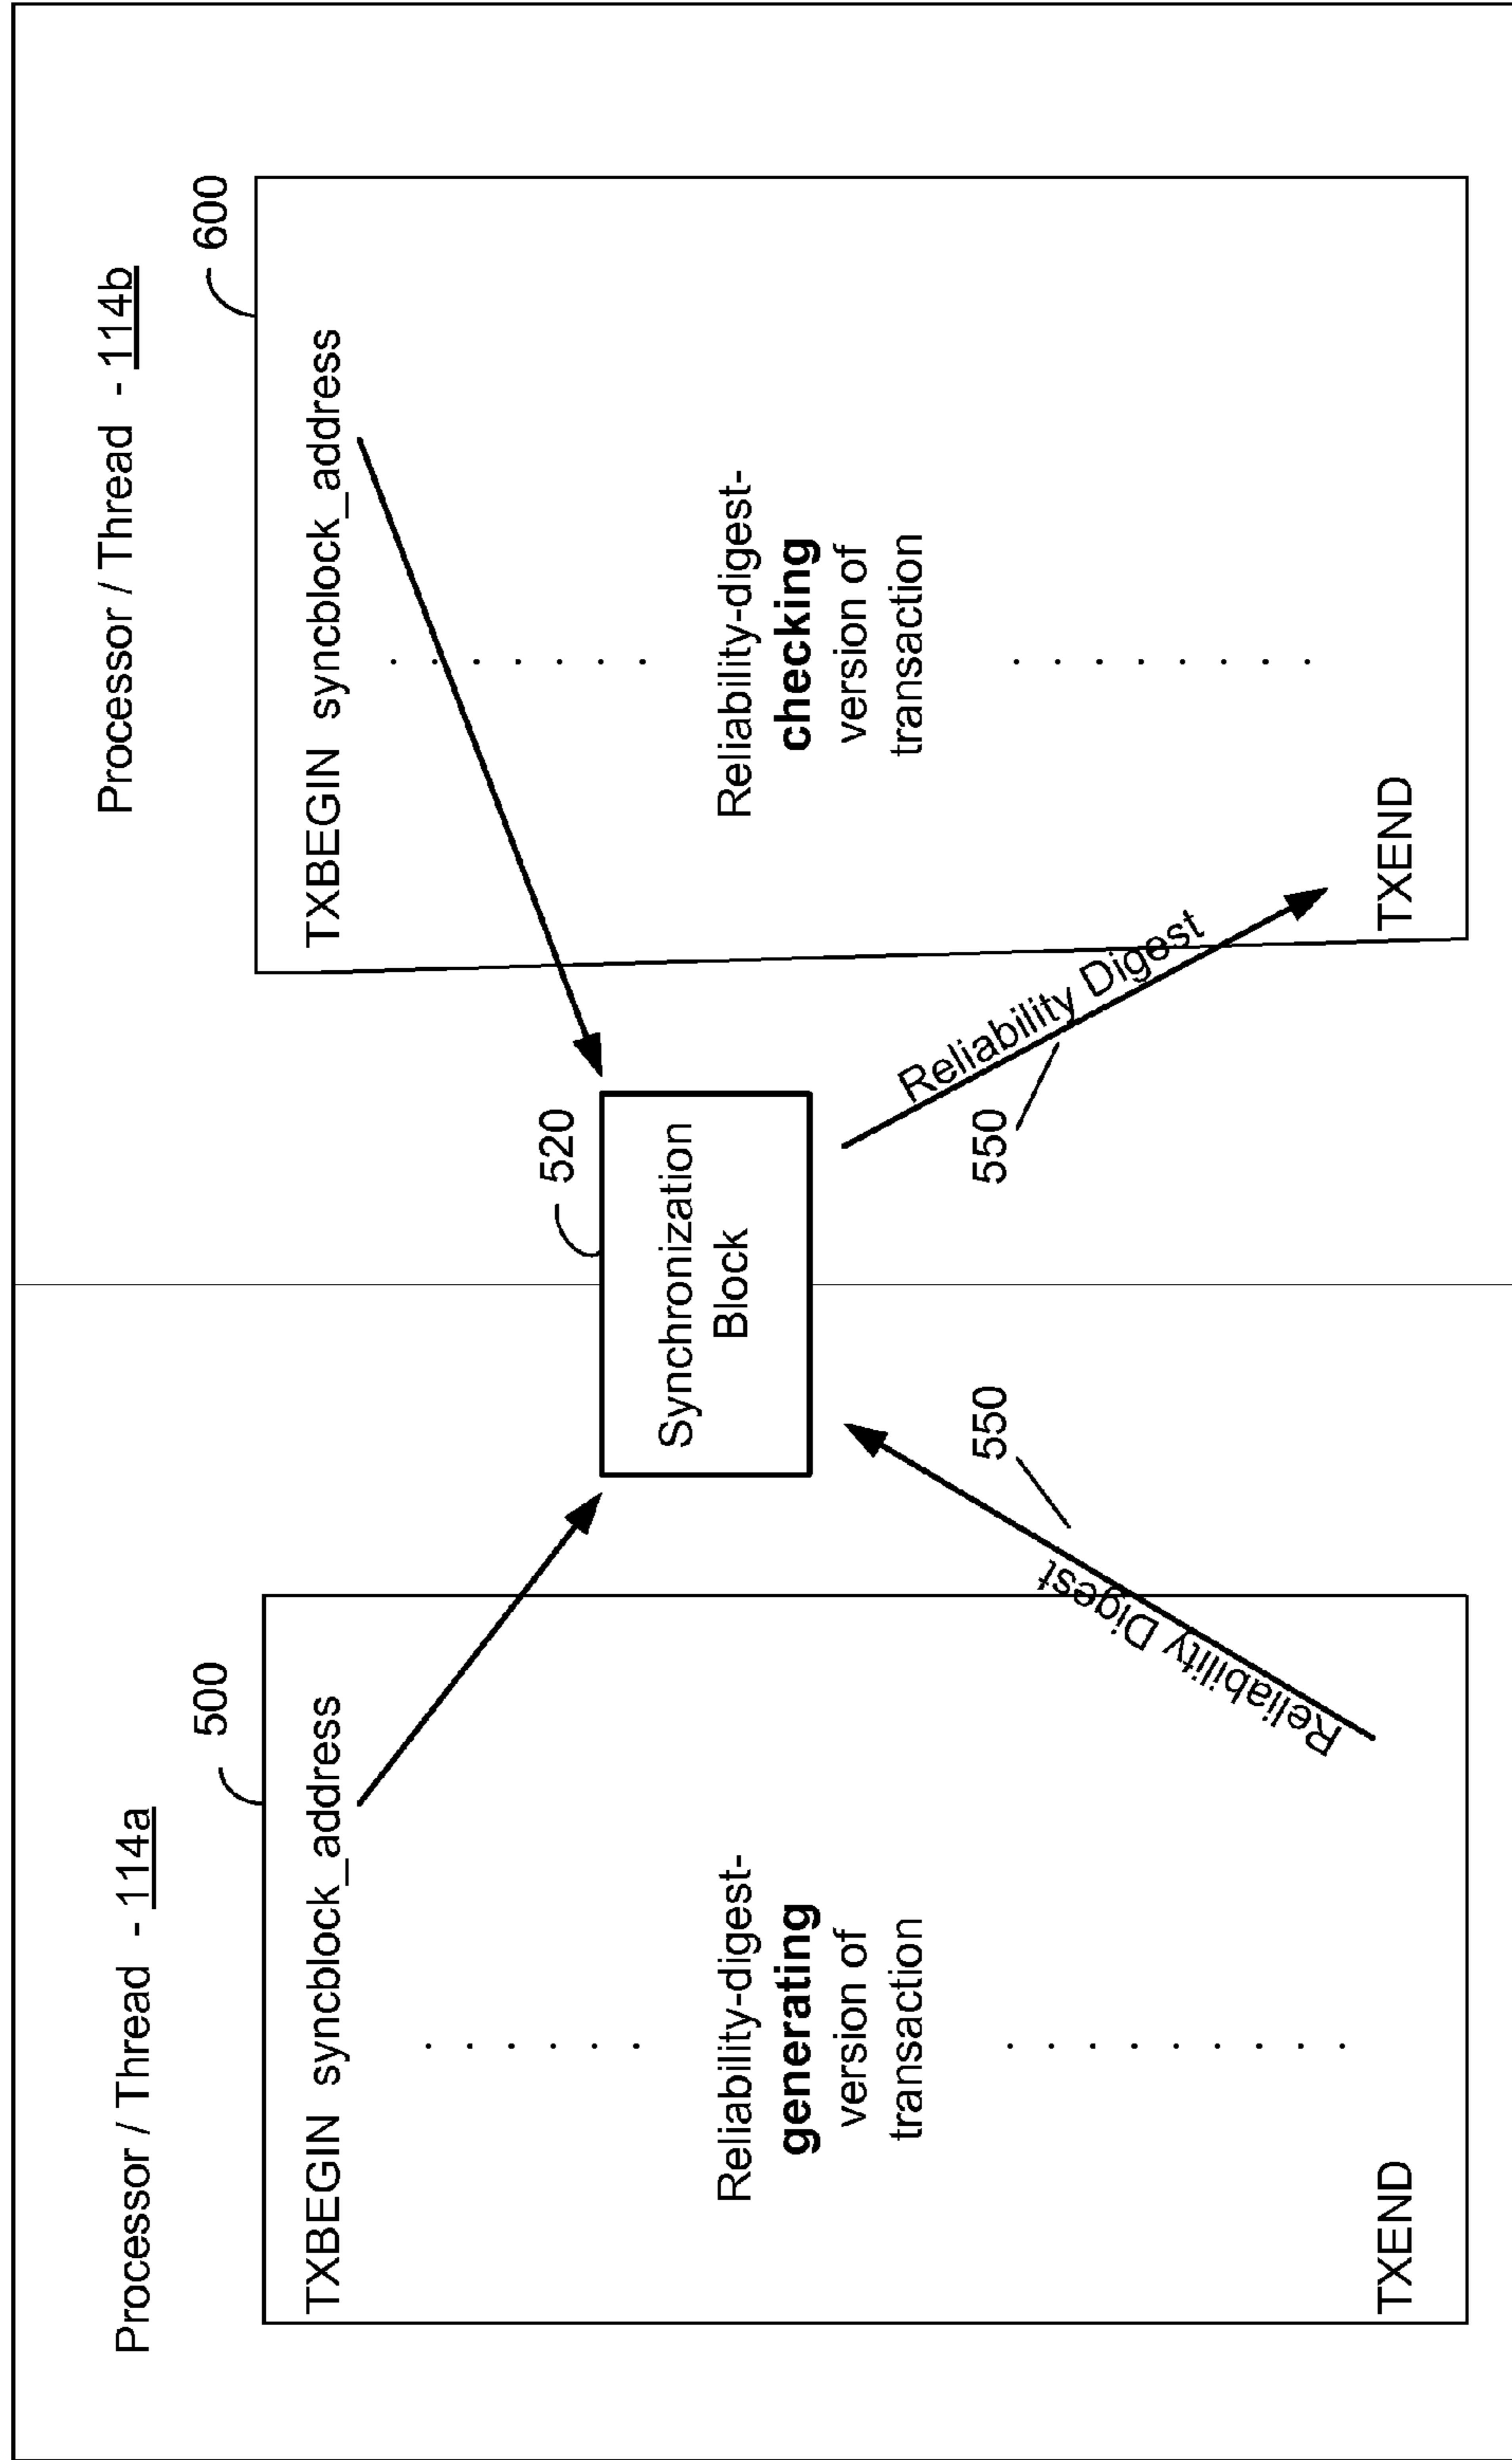 Processor / Thread - 114a
500
TXBEGIN syncblock_address
Reliability-digest-
generating
version of
transaction
TXEND
Reliability Digest
550
520
Synchronization
Block
Processor / Thread - 114b
600
TXBEGIN syncblock_address
Reliability-digest-
checking
version of
transaction
TXEND
Reliability Digest
550